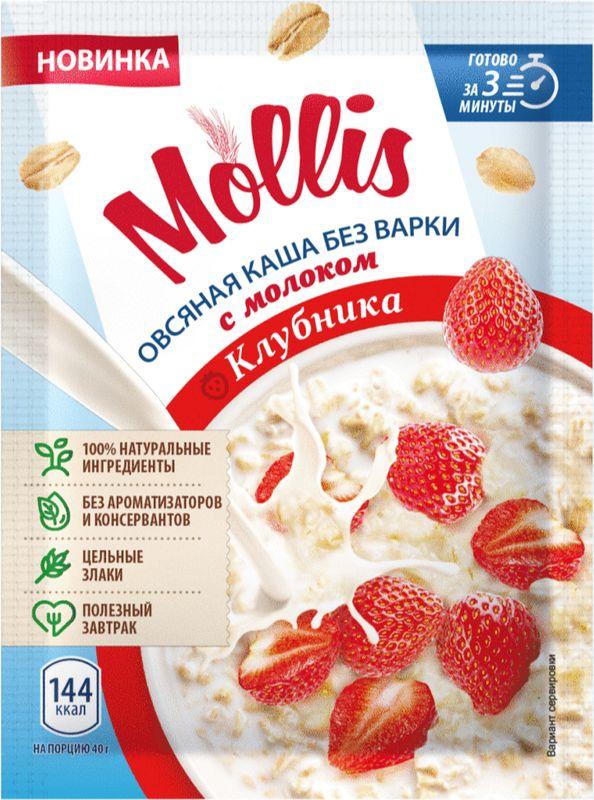 НОВИНКА
ГОТОВО
ЗА 3
МИНУТЫ
Mollis
ОВСЯНАЯ КАША БЕЗ ВАРКИ
с молоком
Клубника
100% НАТУРАЛЬНЫЕ
ИНГРЕДИЕНТЫ
БЕЗ АРОМАТИЗАТОРОВ
И КОНСЕРВАНТОВ
ЦЕЛЬНЫЕ
ЗЛАКИ
ПОЛЕЗНЫЙ
ЗАВТРАК
144
ккал
НА ПОРЦИЮ 40 г
Вариант сервировки